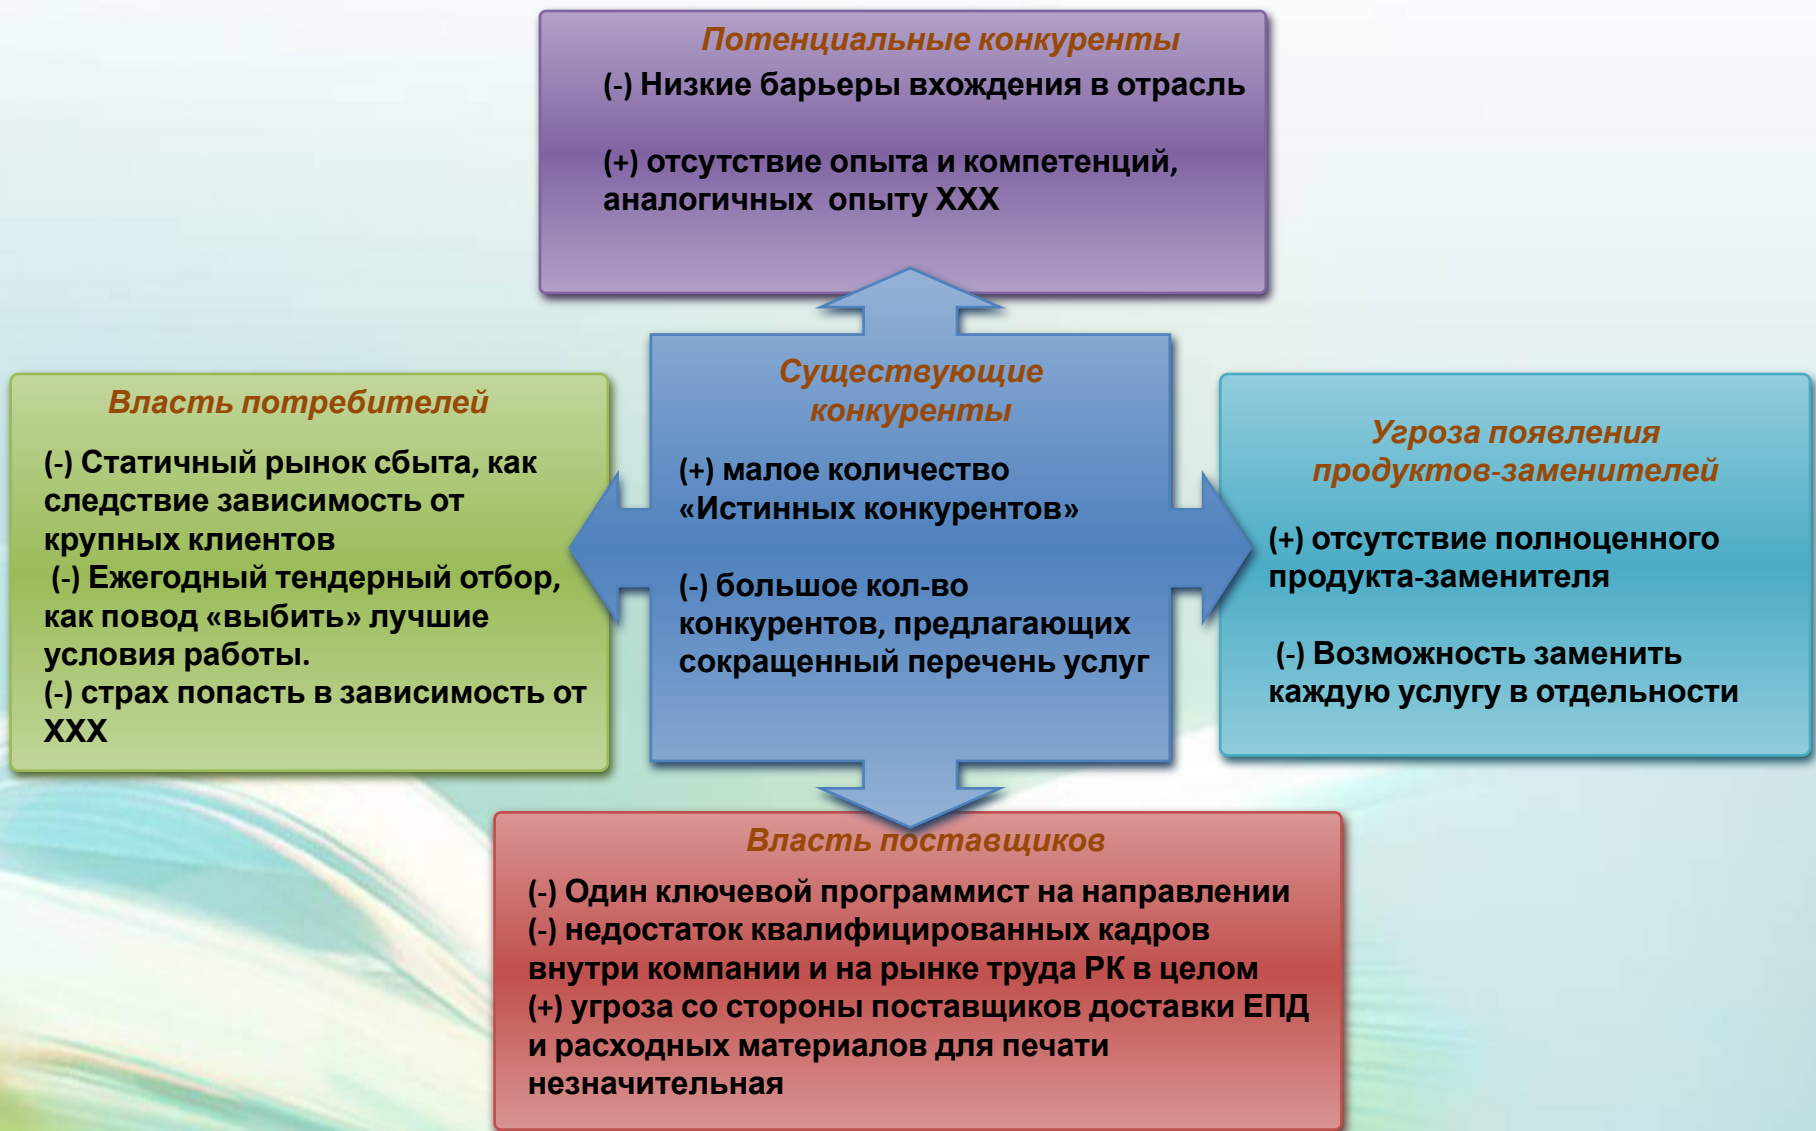 Потенциальные конкуренты
(-) Низкие барьеры вхождения в отрасль
(+) отсутствие опыта и компетенций,
аналогичных опыту ХХХ
Власть потребителей
(-) Статичный рынок сбыта, как
следствие зависимость от
крупных клиентов
(-) Ежегодный тендерный отбор,
как повод «выбить» лучшие
условия работы.
(-) страх попасть в зависимость от
ХХХ
Существующие
конкуренты
(+) малое количество
«Истинных конкурентов»
(-) большое кол-во
конкурентов, предлагающих
сокращенный перечень услуг
Угроза появления
продуктов-заменителей
(+) отсутствие полноценного
продукта-заменителя
(-) Возможность заменить
каждую услугу в отдельности
Власть поставщиков
(-) Один ключевой программист на направлении
(-) недостаток квалифицированных кадров
внутри компании и на рынке труда РК в целом
(+) угроза со стороны поставщиков доставки ЕПД
и расходных материалов для печати
незначительная